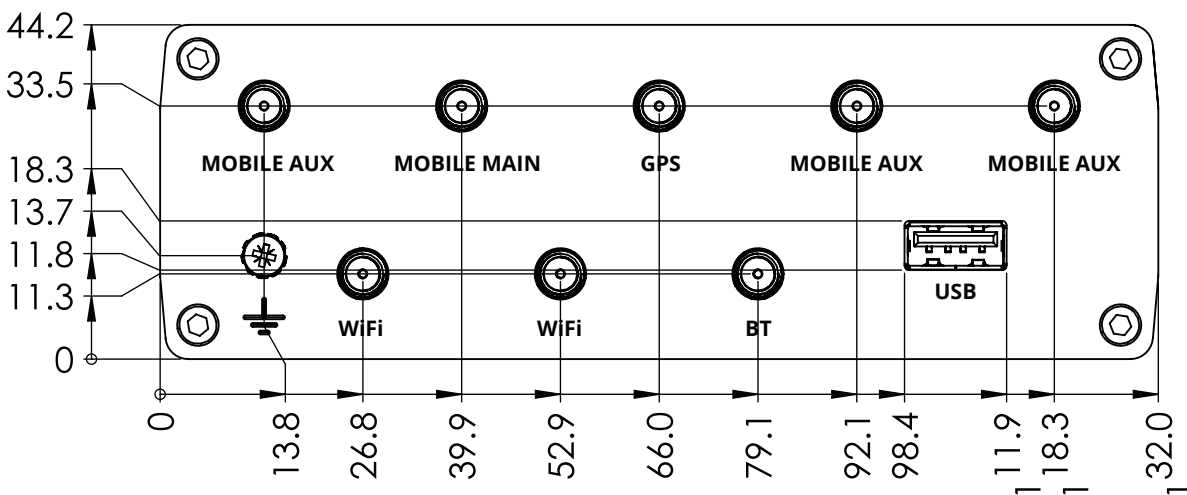 44.2
33.5
MOBILE AUX MOBILE MAIN GPS MOBILE AUX MOBILE AUX
18.3
13.7
11.8
11.3
USB
WiFi WiFi BT
0
0 13.8 26.8 39.9 52.9 66.0 79.1 92.1 98.4 111.9 118.3 132.0